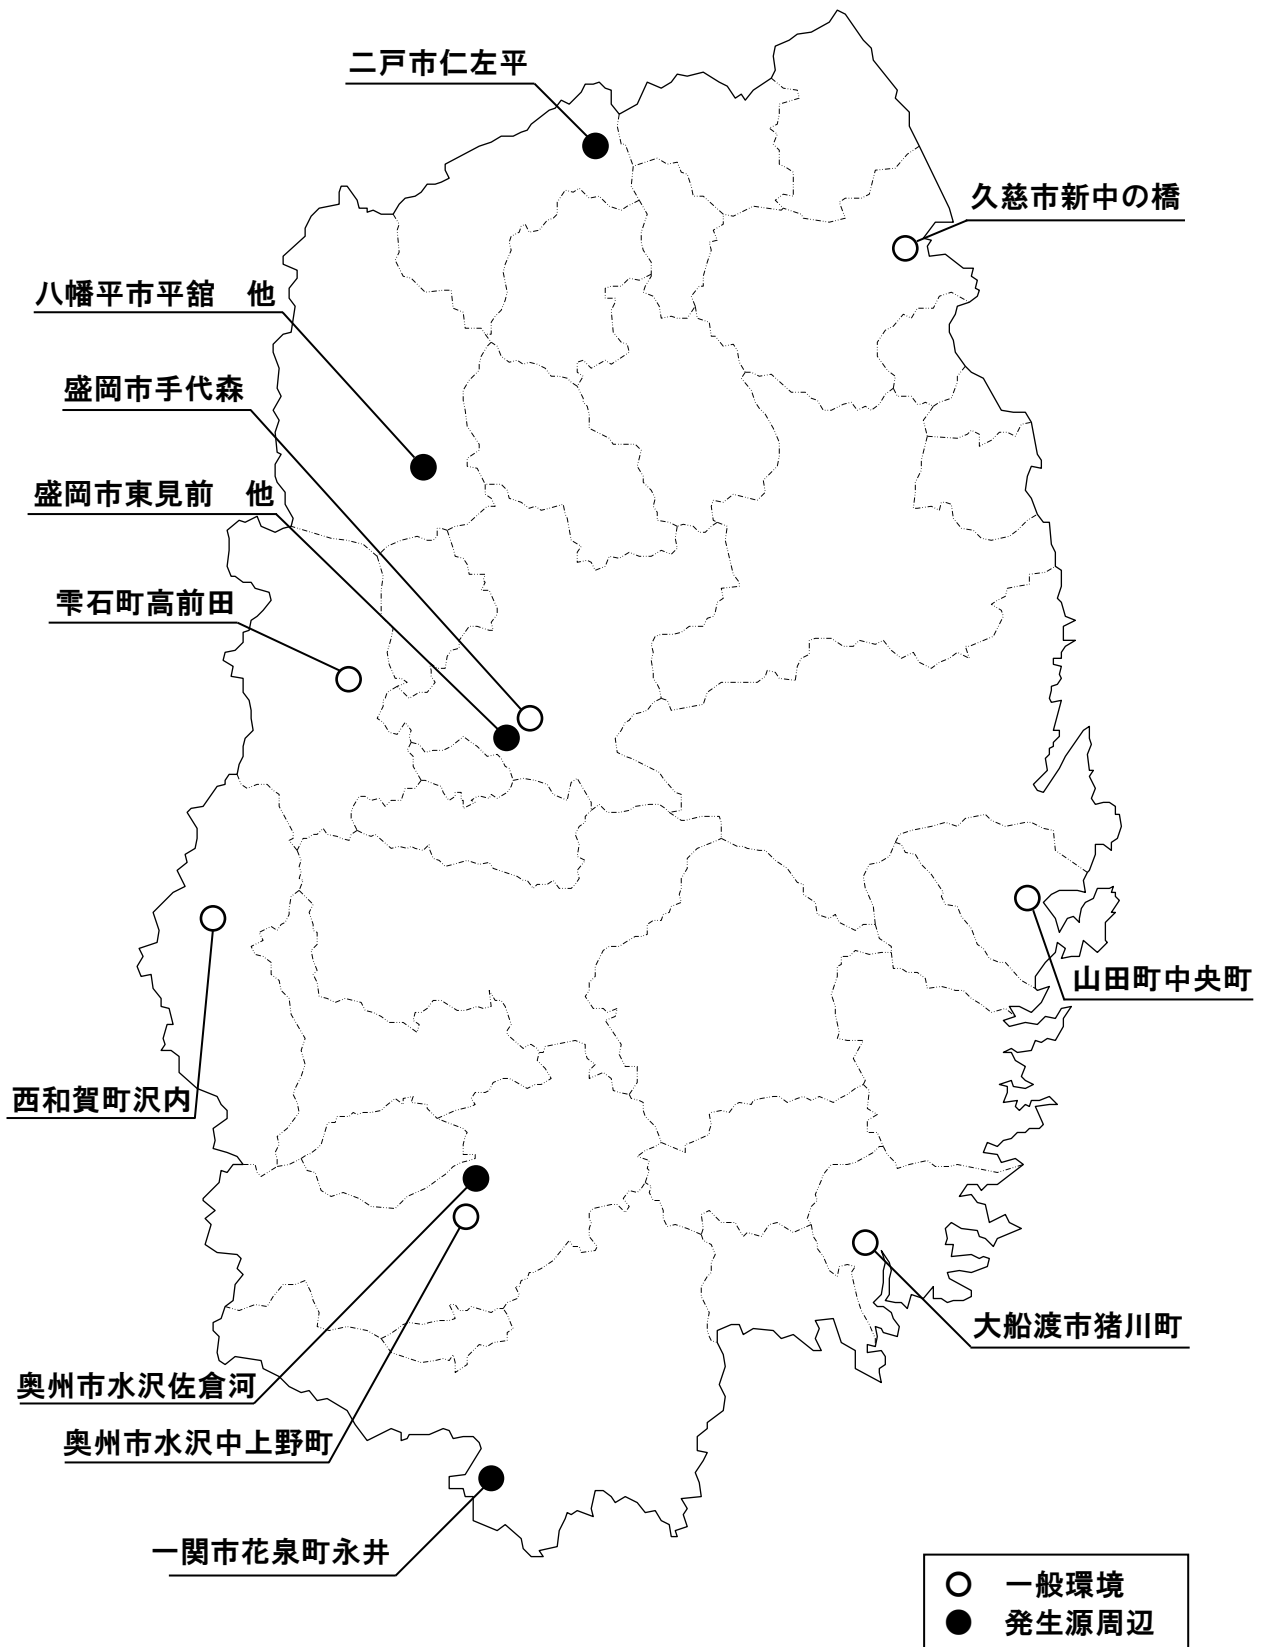 二戸市仁左平
久慈市新中の橋
八幡平市平舘　他
盛岡市手代森
盛岡市東見前　他
雫石町高前田
山田町中央町
西和賀町沢内
大船渡市猪川町
奥州市水沢佐倉河
奥州市水沢中上野町
一関市花泉町永井
一般環境
発生源周辺